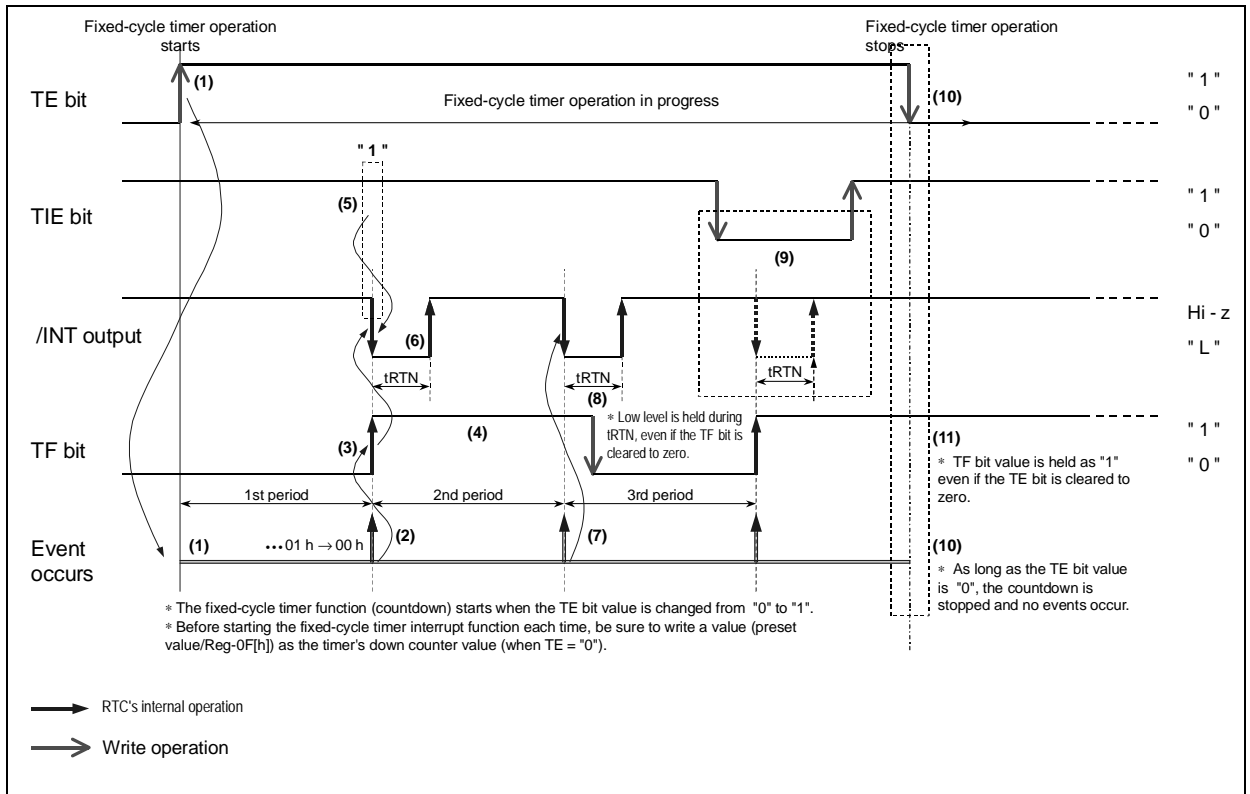 Fixed-cycle timer operation
starts
Fixed-cycle timer operation
stops
(1)
(10)
" 1 "
TE bit
Fixed-cycle timer operation in progress
" 0 "
" 1 "
TIE bit
(5)
" 1 "
" 0 "
(9)
/INT output
(6)
Hi - z
" L "
tRTN
tRTN
tRTN
(8)
* Low level is held during
tRTN, even if the TF bit is
cleared to zero.
TF bit
(3)
(4)
" 1 "
" 0 "
(11)
* TF bit value is held as "1"
even if the TE bit is cleared to
zero.
1st period
2nd period
3rd period
Event
occurs
(1)
•••01 h → 00 h
(2)
(7)
(10)
* As long as the TE bit value
is "0", the countdown is
stopped and no events occur.
* The fixed-cycle timer function (countdown) starts when the TE bit value is changed from "0" to "1".
* Before starting the fixed-cycle timer interrupt function each time, be sure to write a value (preset
value/Reg-0F[h]) as the timer's down counter value (when TE = "0").
RTC's internal operation
Write operation